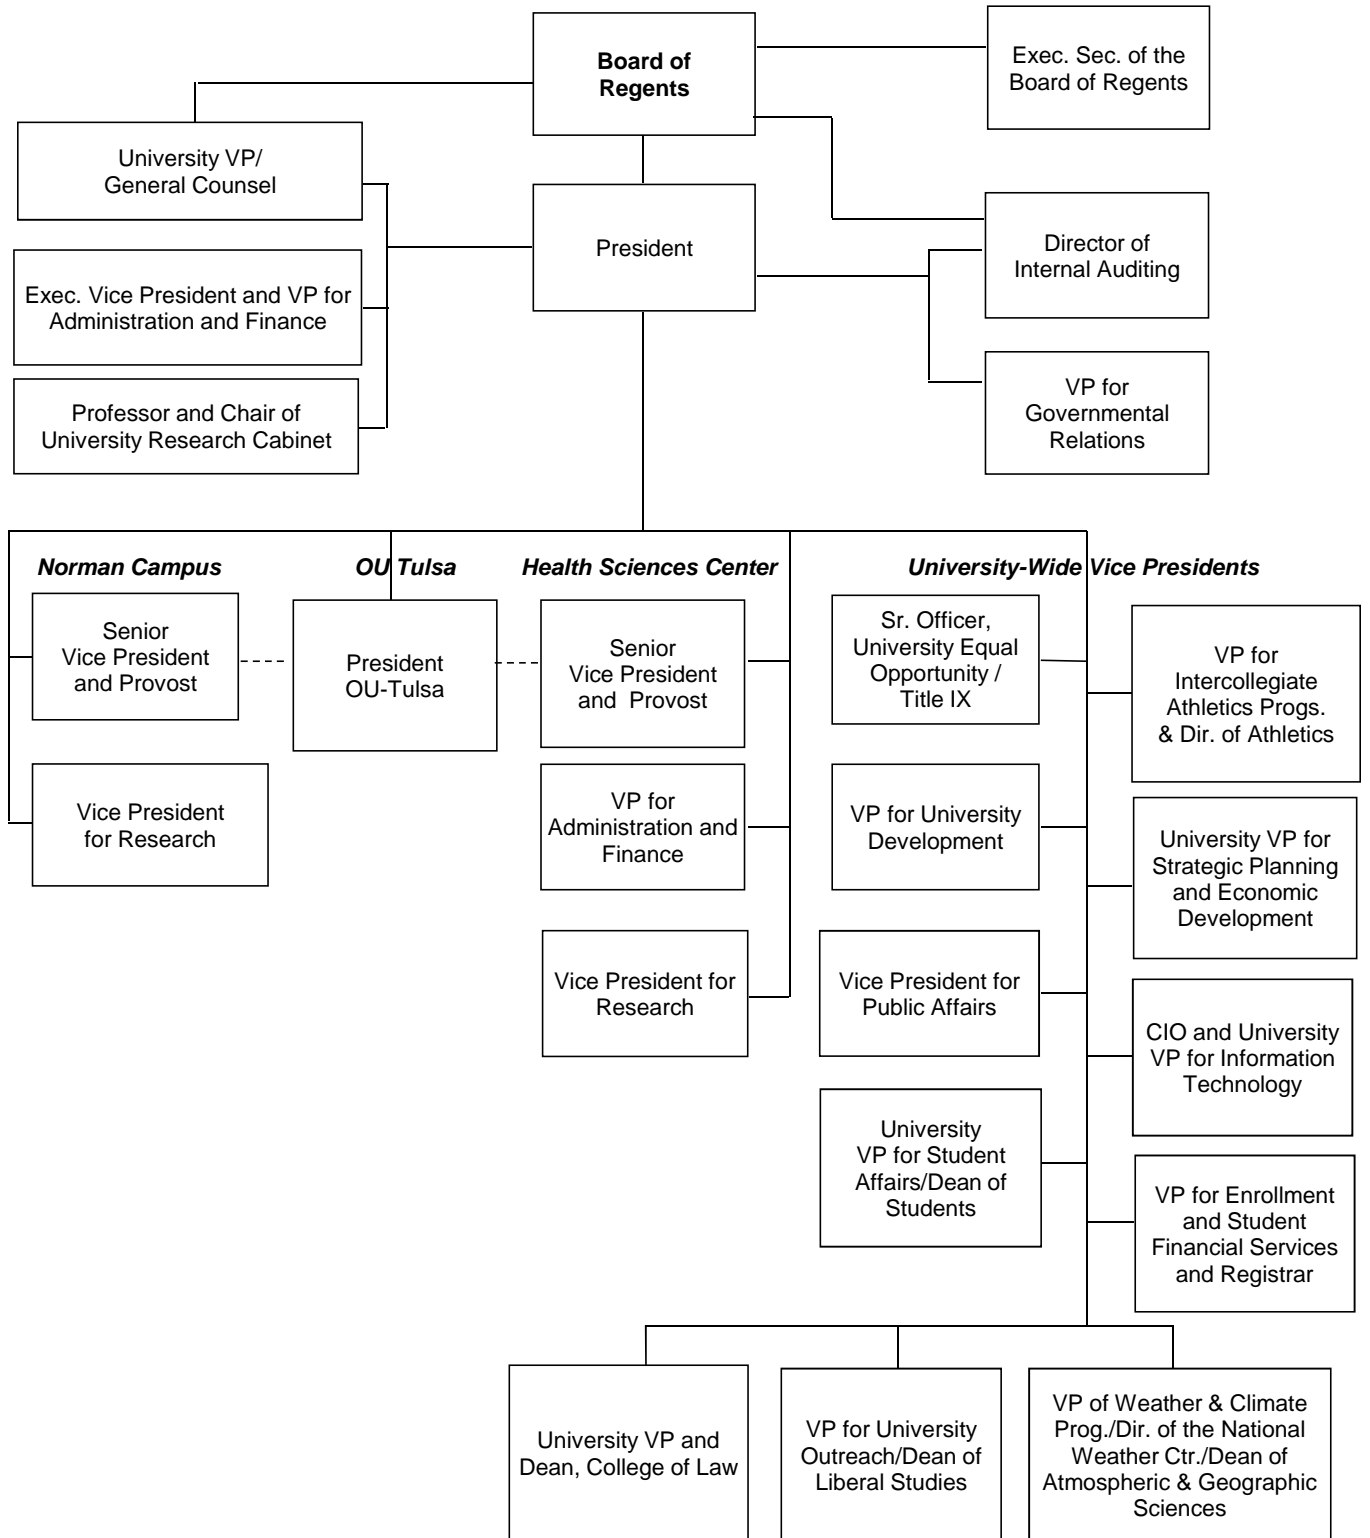 Board of
Regents
Exec. Sec. of the
Board of Regents
University VP/
General Counsel
President
Director of
Internal Auditing
Exec. Vice President and VP for
Administration and Finance
Professor and Chair of
University Research Cabinet
VP for
Governmental
Relations
Norman Campus
OU Tulsa
Health Sciences Center
University-Wide Vice Presidents
Senior
Vice President
and Provost
President
OU-Tulsa
Senior
Vice President
and Provost
Sr. Officer,
University Equal
Opportunity /
Title IX
VP for
Intercollegiate
Athletics Progs.
& Dir. of Athletics
Vice President
for Research
VP for
Administration and
Finance
VP for University
Development
University VP for
Strategic Planning
and Economic
Development
Vice President for
Research
Vice President for
Public Affairs
CIO and University
VP for Information
Technology
University
VP for Student
Affairs/Dean of
Students
VP for Enrollment
and Student
Financial Services
and Registrar
University VP and
Dean, College of Law
VP for University
Outreach/Dean of
Liberal Studies
VP of Weather & Climate
Prog./Dir. of the National
Weather Ctr./Dean of
Atmospheric & Geographic
Sciences